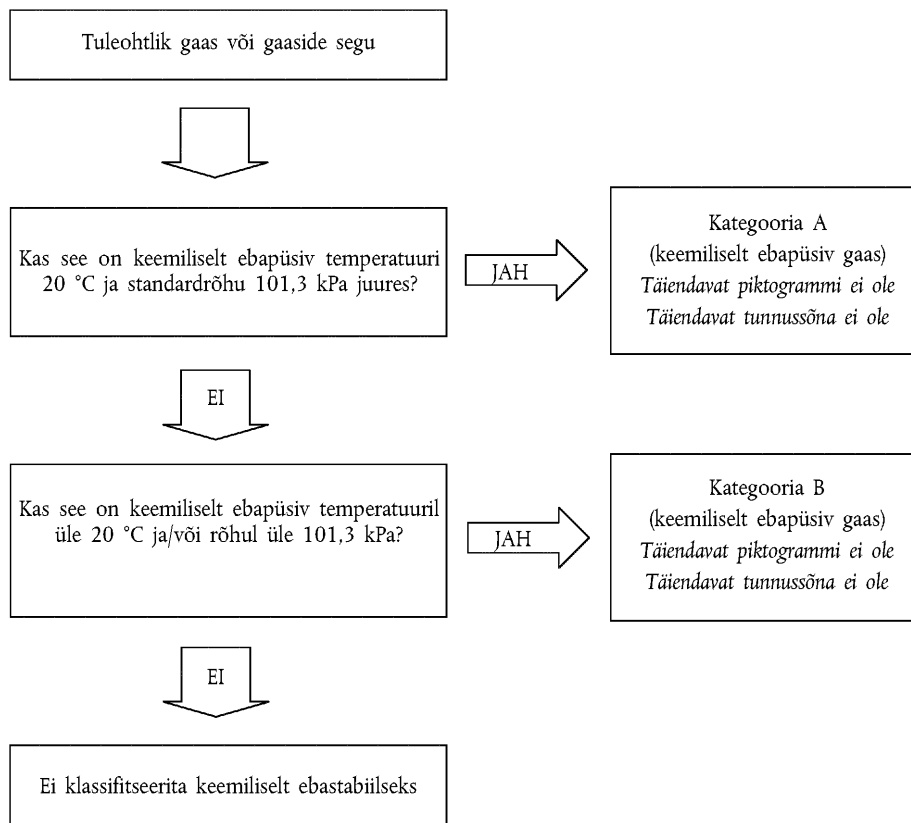 Tuleohtlik gaas või gaaside segu
Kas see on keemiliselt ebapüsiv temperatuuri
20 °C ja standardrõhu 101,3 kPa juures?
JAH
Kategooria A
(keemiliselt ebapüsiv gaas)
Täiendavat piktogrammi ei ole
Täiendavat tunnussõna ei ole
EI
Kas see on keemiliselt ebapüsiv temperatuuril
üle 20 °C ja/või rõhul üle 101,3 kPa?
JAH
Kategooria B
(keemiliselt ebapüsiv gaas)
Täiendavat piktogrammi ei ole
Täiendavat tunnussõna ei ole
EI
Ei klassifitseerita keemiliselt ebastabiilseks